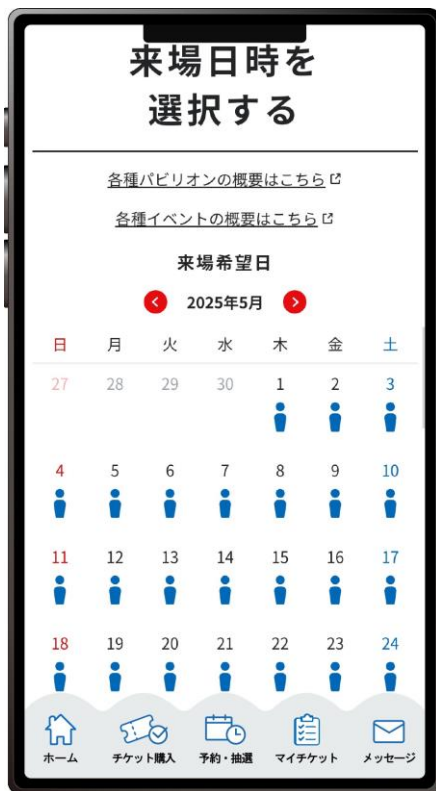 来場日時を
選択する
各種パビリオンの概要はこちら
各種イベントの概要はこちら
来場希望日
2025年5月
日 月 火 水 木 金 土
27 28 29 30 1 2 3
4 5 6 7 8 9 10
11 12 13 14 15 16 17
18 19 20 21 22 23 24
ホーム チケット購入 予約・抽選 マイチケット メッセージ